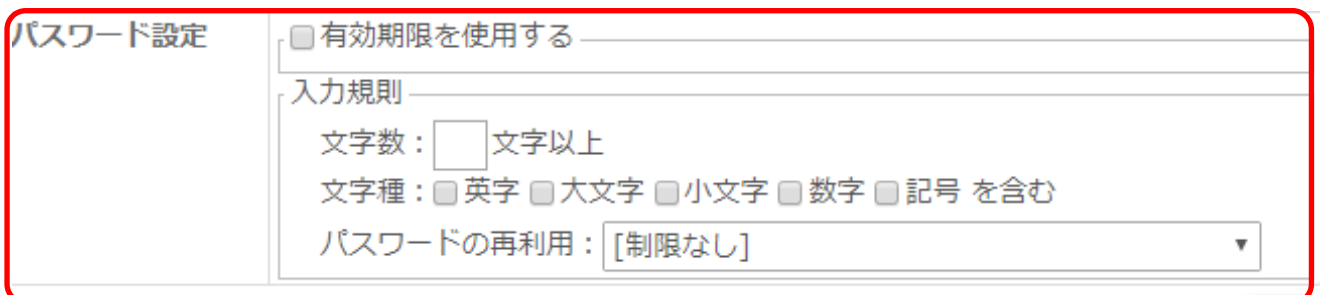 パスワード設定
有効期限を使用する
入力規則
文字数：文字以上
文字種：英字 大文字 小文字 数字 記号 を含む
パスワードの再利用：[制限なし]